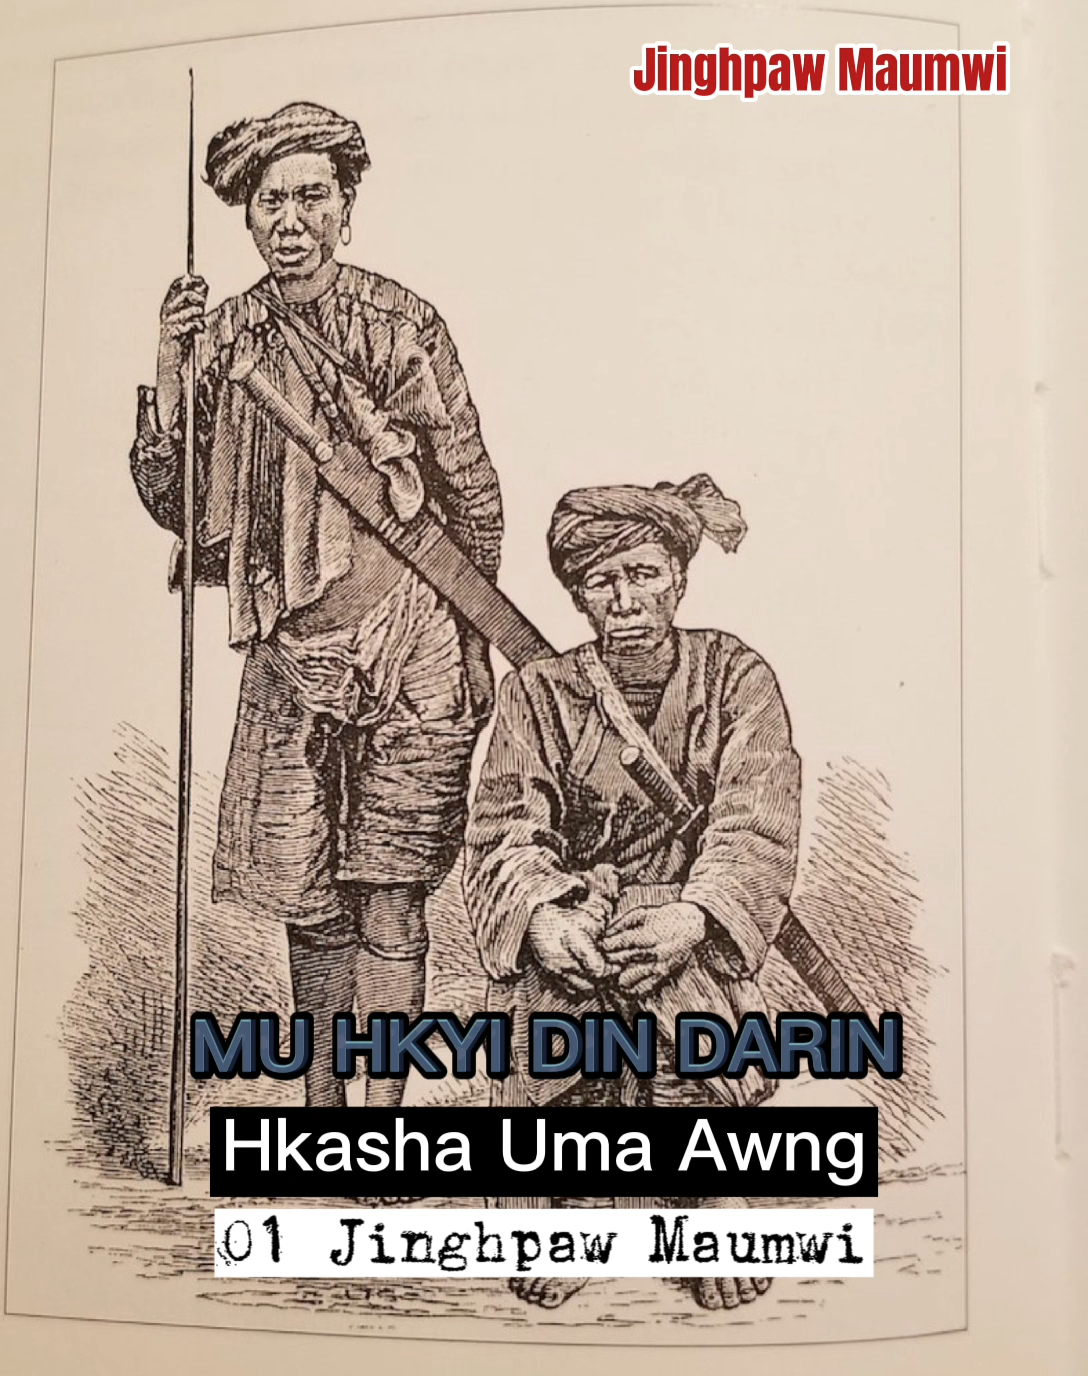 Jinghpaw Maumwi
MU HKYI DIN DARIN
Hkasha Uma Awng
01 Jinghpaw Maumwi